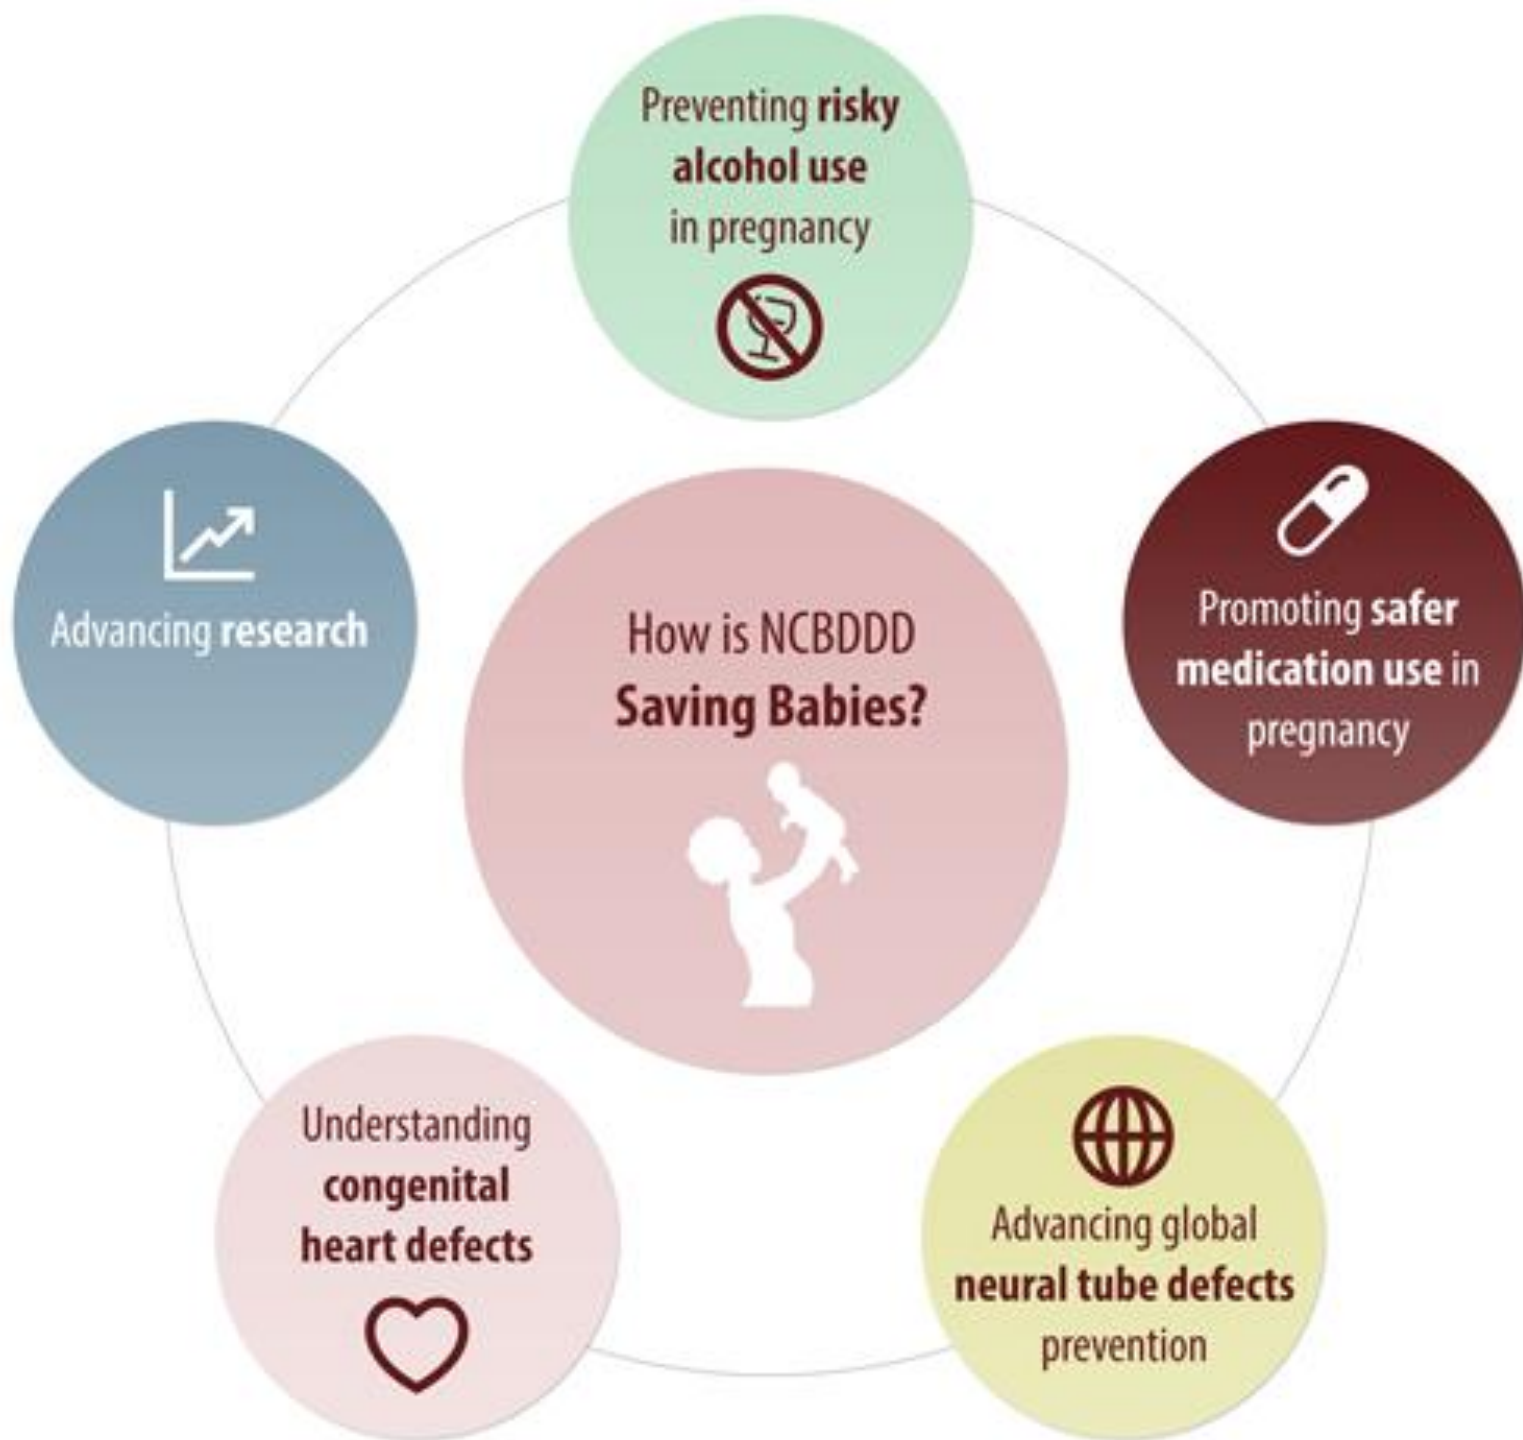 Preventing risky
alcohol use
in pregnancy
Promoting safer
medication use in
pregnancy
Advancing global
neural tube defects
prevention
Understanding
congenital
heart defects
Advancing research
How is NCBDDD
Saving Babies?